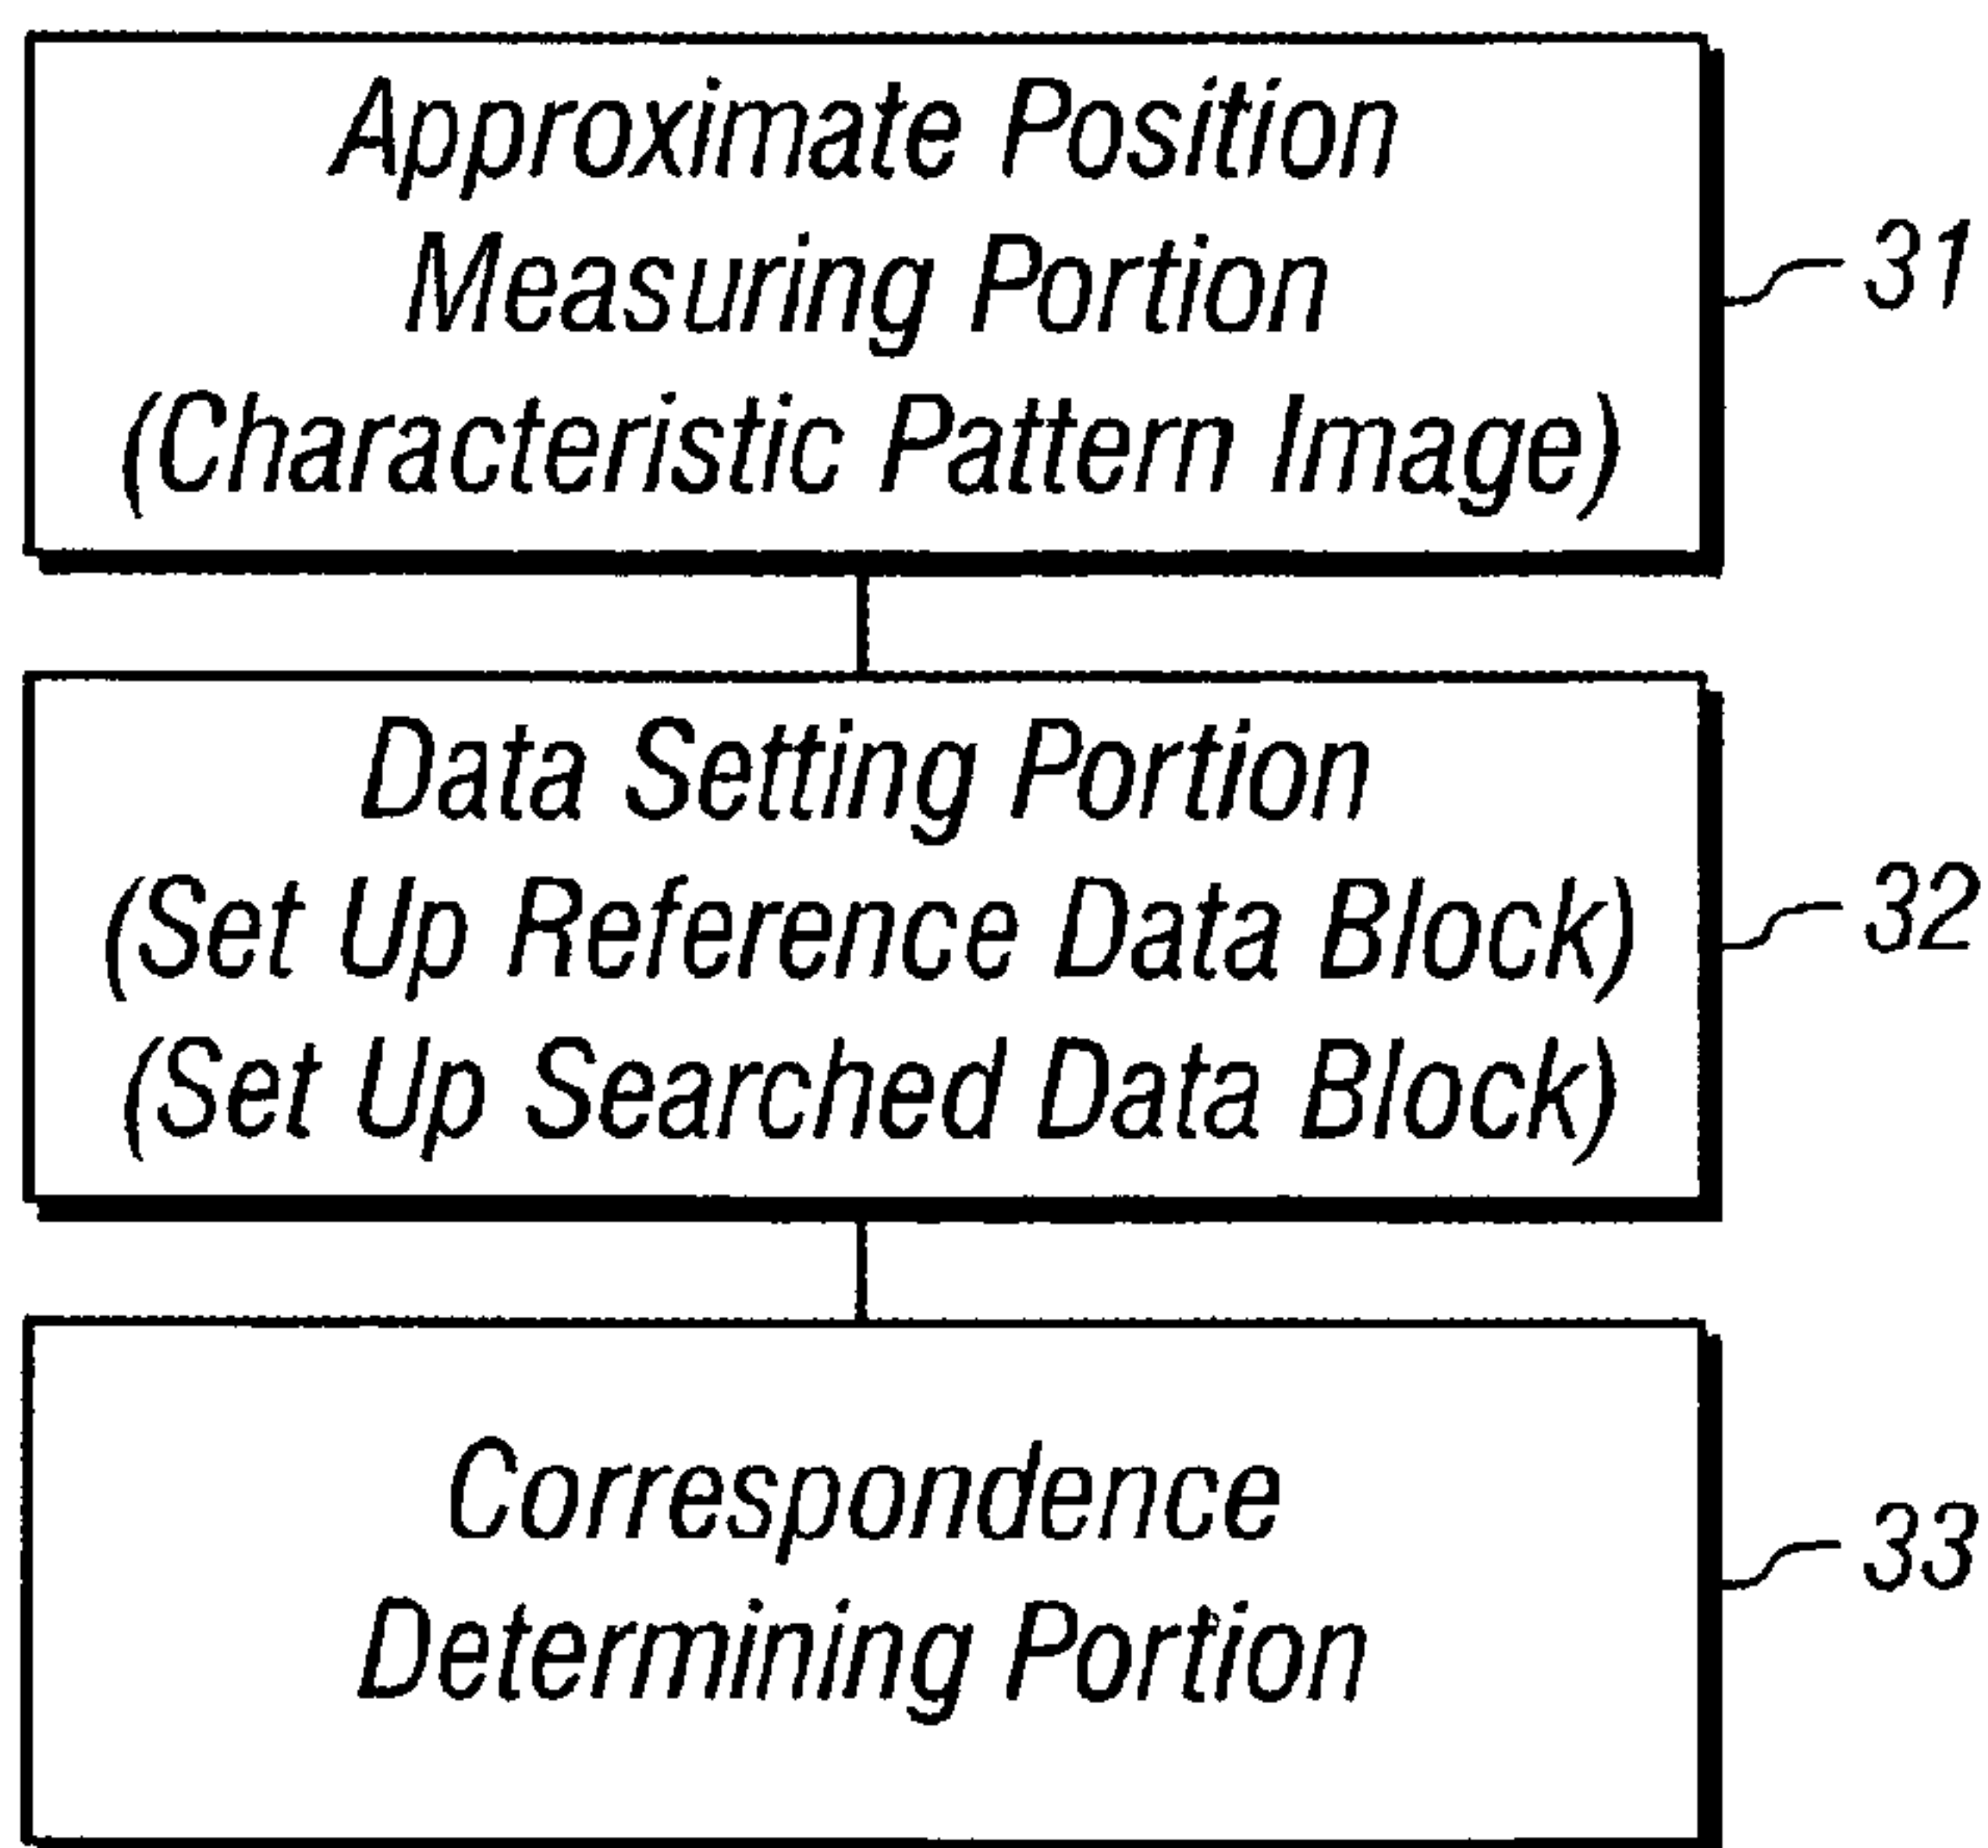 Approximate Position
Measuring Portion
(Characteristic Pattern Image)
31
Data Setting Portion
(Set Up Reference Data Block)
(Set Up Searched Data Block)
32
Correspondence
Determining Portion
33